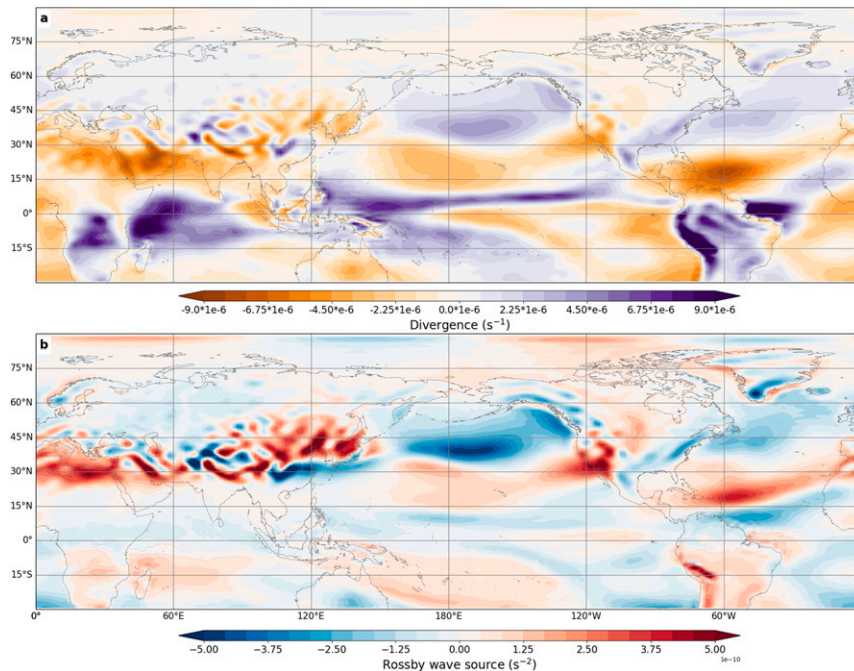 a
75°N
60°N
45°N
30°N
15°N
0°
15°S
-9.0*1e-6 -6.75*1e-6 -4.50*1e-6 -2.25*1e-6 0.0*1e-6 2.25*1e-6 4.50*1e-6 6.75*1e-6 9.0*1e-6
Divergence (s⁻¹)
b
75°N
60°N
45°N
30°N
15°N
0°
15°S
0° 60°E 120°E 180° 120°W 60°W
-5.00 -3.75 -2.50 -1.25 0.00 1.25 2.50 3.75 5.00
1e-10
Rossby wave source (s⁻²)